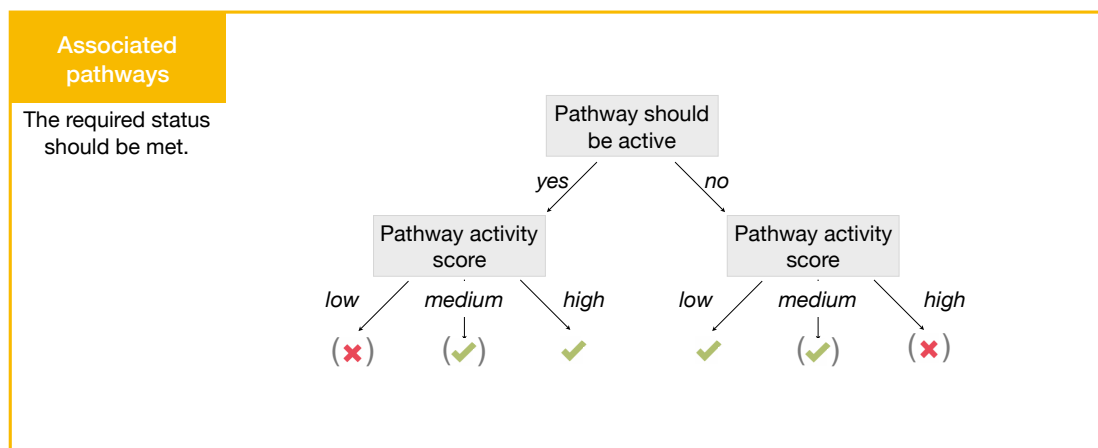 Associated
pathways
The required status
should be met.
Pathway should
be active
yes
no
Pathway activity
score
Pathway activity
score
low
medium
high
low
medium
high
(✖)
(✔)
✔
✔
(✔)
(✖)